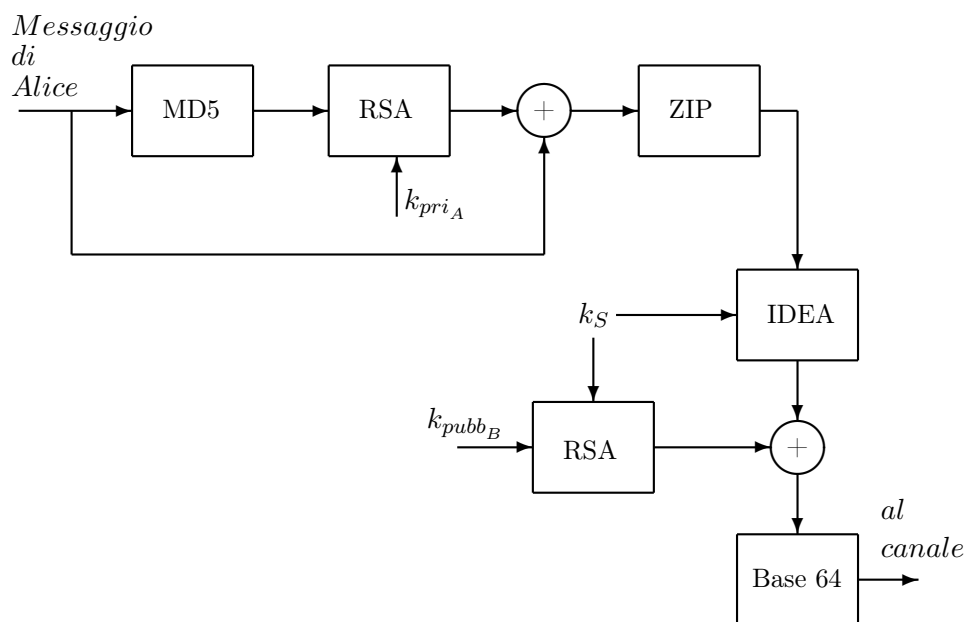 Messaggio
di
Alice
MD5
RSA
+
ZIP
k_{pri_A}
k_S
IDEA
k_{pubb_B}
RSA
+
al
canale
Base 64